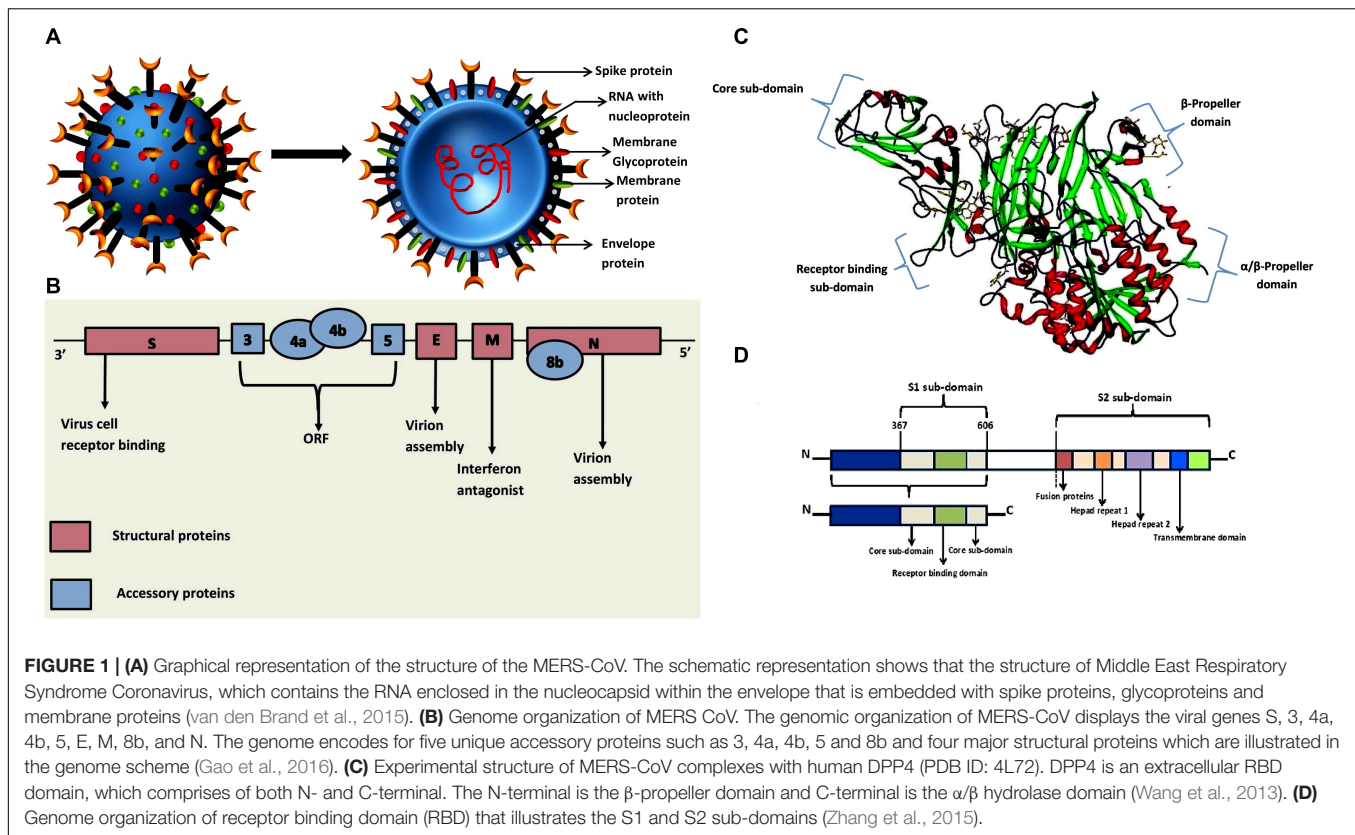 A
Spike protein
RNA with
nucleoprotein
Membrane
Glycoprotein
Membrane
protein
Envelope
protein
B
3’
S
3
4a
4b
5
E
M
N
8b
5’
Virus cell
receptor binding
ORF
Virion
assembly
Interferon
antagonist
Virion
assembly
Structural proteins
Accessory proteins
C
Core sub-domain
β-Propeller
domain
Receptor binding
sub-domain
α/β-Propeller
domain
D
S1 sub-domain
S2 sub-domain
367
606
N
C
Fusion proteins
Hepad repeat 1
Hepad repeat 2
Transmembrane domain
N
C
Core sub-domain
Core sub-domain
Receptor binding domain
FIGURE 1 | (A) Graphical representation of the structure of the MERS-CoV. The schematic representation shows that the structure of Middle East Respiratory
Syndrome Coronavirus, which contains the RNA enclosed in the nucleocapsid within the envelope that is embedded with spike proteins, glycoproteins and
membrane proteins (van den Brand et al., 2015). (B) Genome organization of MERS CoV. The genomic organization of MERS-CoV displays the viral genes S, 3, 4a,
4b, 5, E, M, 8b, and N. The genome encodes for five unique accessory proteins such as 3, 4a, 4b, 5 and 8b and four major structural proteins which are illustrated in
the genome scheme (Gao et al., 2016). (C) Experimental structure of MERS-CoV complexes with human DPP4 (PDB ID: 4L72). DPP4 is an extracellular RBD
domain, which comprises of both N- and C-terminal. The N-terminal is the β-propeller domain and C-terminal is the α/β hydrolase domain (Wang et al., 2013). (D)
Genome organization of receptor binding domain (RBD) that illustrates the S1 and S2 sub-domains (Zhang et al., 2015).